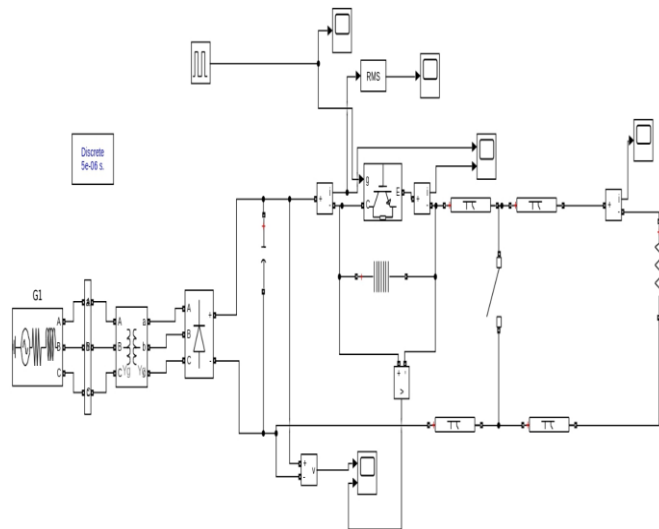 RMS
Discrete
5e-06 s.
g
i
C
E
i
i
+
-
+
-
+
-
G1
A
B
C
A
B
C
a
b
c
Yg
Yg
A
B
C
+
-
+
-
v
+
-
v